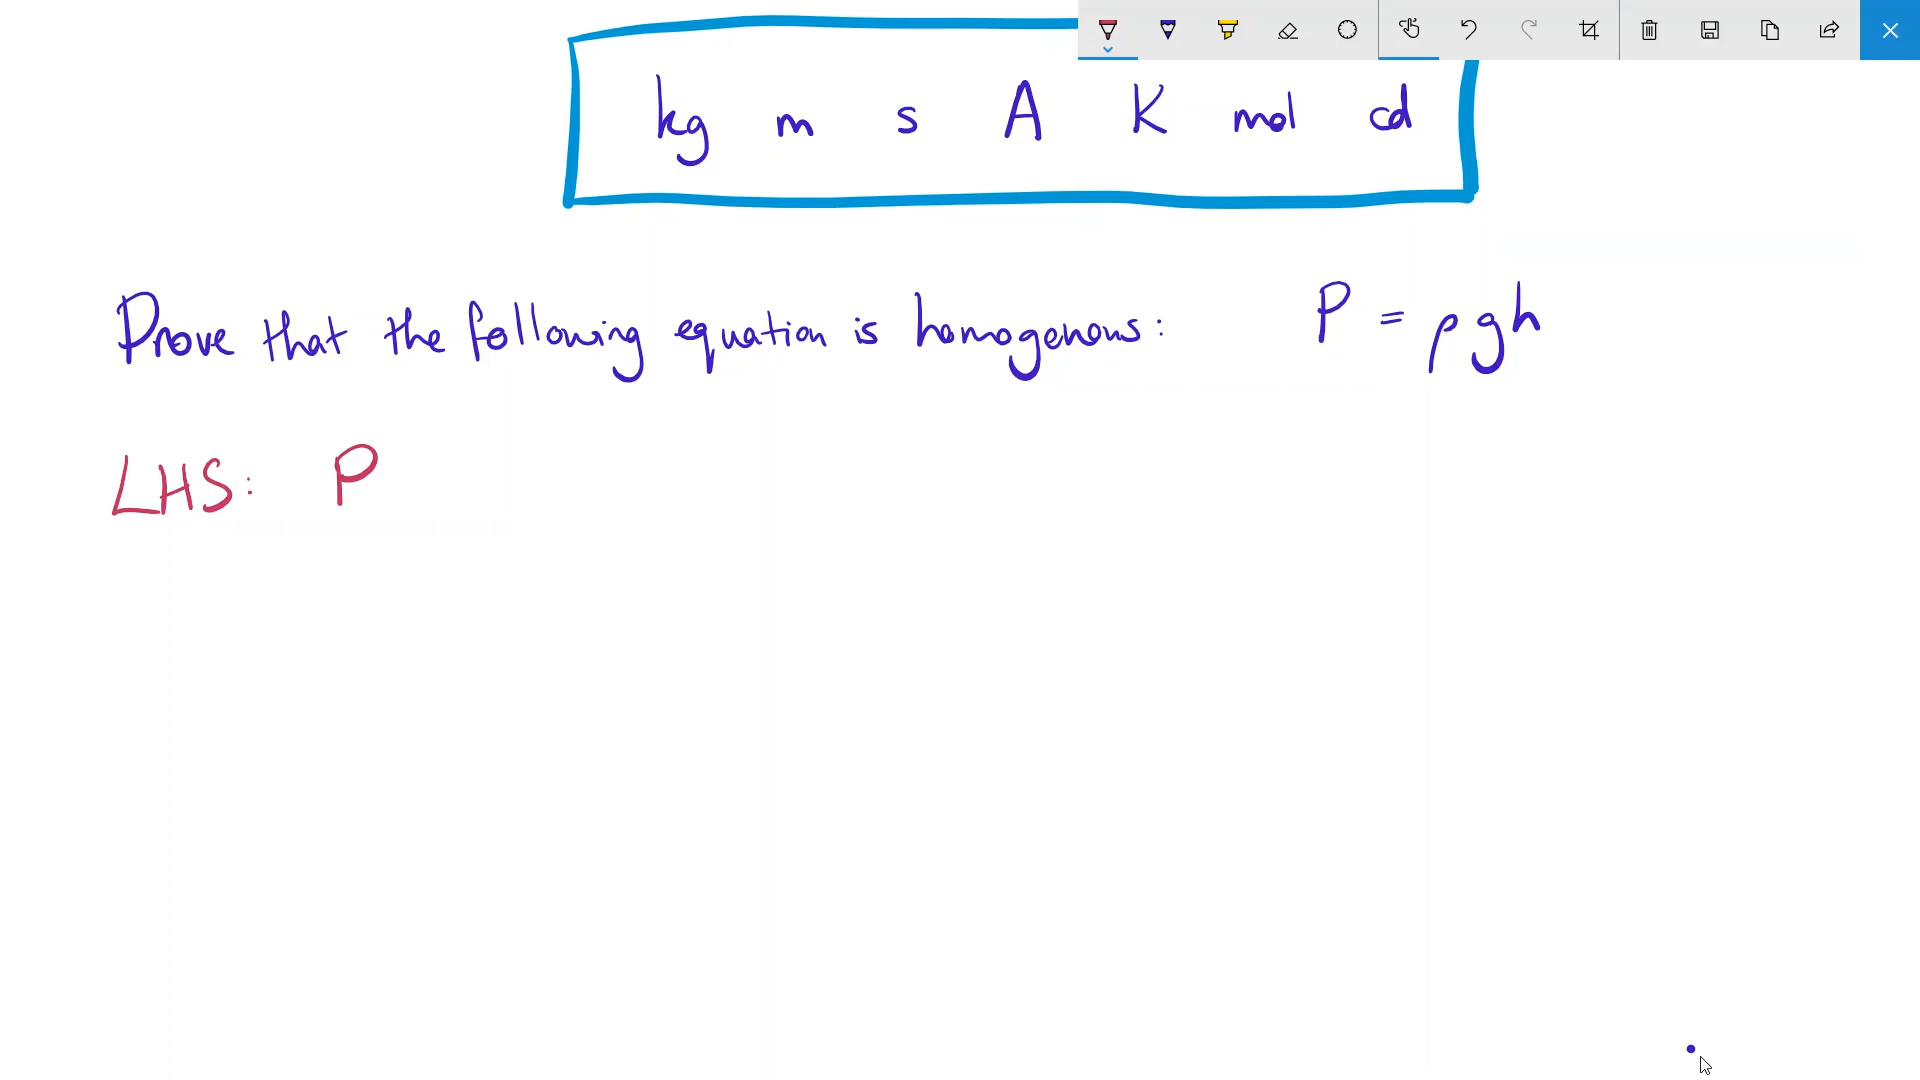 kg m s A K mol cd
Prove that the following equation is homogenous: P = ρgh
LHS: P